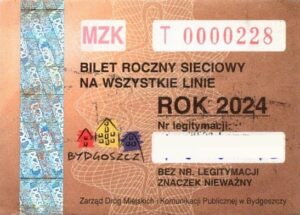 MZK T 0000228
BILET ROCZNY SIECIOWY
NA WSZYSTKIE LINIE
ROK 2024
Nr legitymacji:
BYDGOSZCZ
BEZ NR. LEGITYMACJI
ZNACZEK NIEWAŻNY
Zarząd Dróg Miejskich i Komunikacji Publicznej w Bydgoszczy